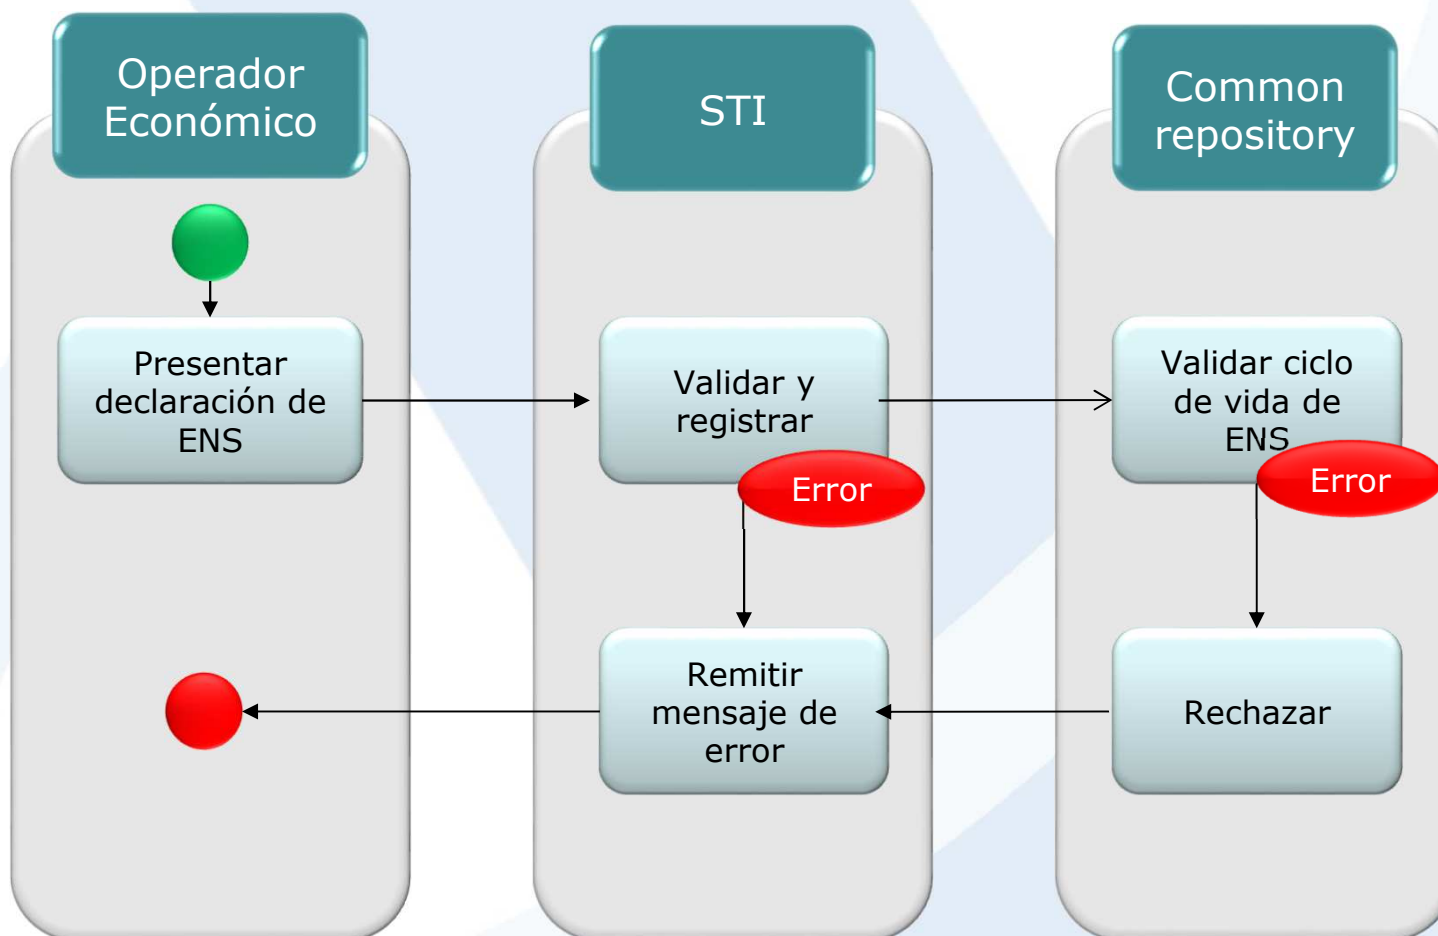 Operador
Económico
STI
Common
repository
Presentar
declaración de
ENS
Validar y
registrar
Error
Validar ciclo
de vida de
ENS
Error
Remitir
mensaje de
error
Rechazar